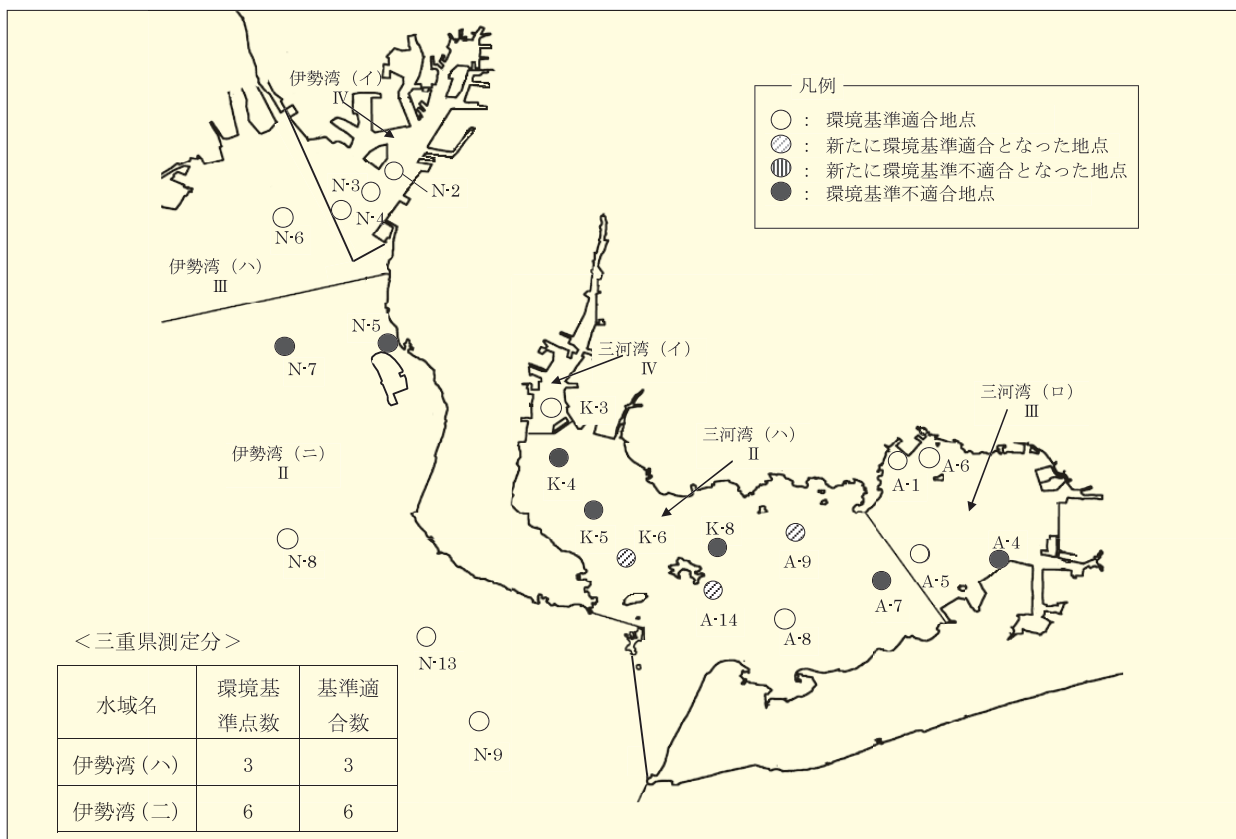 凡例
○ : 環境基準適合地点
: 新たに環境基準適合となった地点
: 新たに環境基準不適合となった地点
● : 環境基準不適合地点
伊勢湾（イ）
Ⅳ
N-3
N-2
N-4
N-6
伊勢湾（ハ）
Ⅲ
N-5
N-7
三河湾（イ）
Ⅳ
K-3
三河湾（ロ）
Ⅲ
三河湾（ハ）
Ⅱ
伊勢湾（ニ）
Ⅱ
A-1
A-6
K-4
K-5
K-6
K-8
A-9
A-4
A-5
A-7
N-8
A-14
A-8
N-13
N-9
＜三重県測定分＞
水域名 環境基準点数 基準適合数
伊勢湾（ハ） 3 3
伊勢湾（二） 6 6